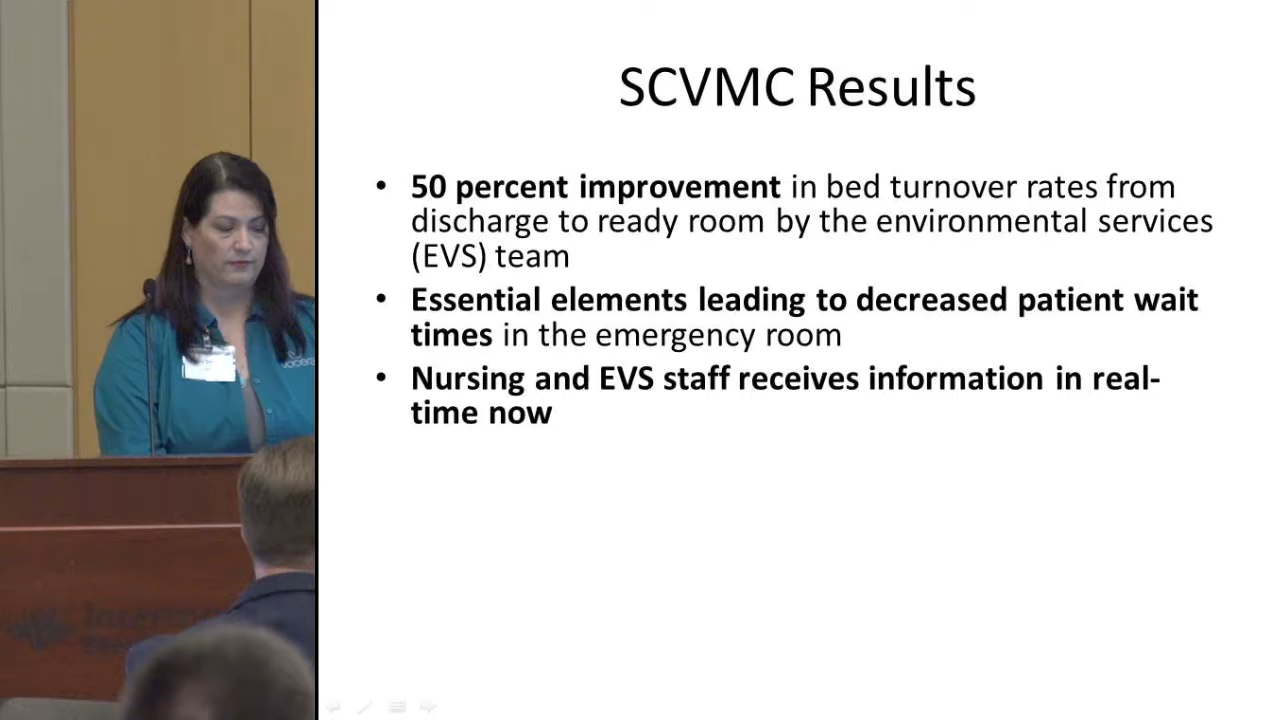 SCVMC Results
• 50 percent improvement in bed turnover rates from
discharge to ready room by the environmental services
(EVS) team
• Essential elements leading to decreased patient wait
times in the emergency room
• Nursing and EVS staff receives information in real-
time now
vocera